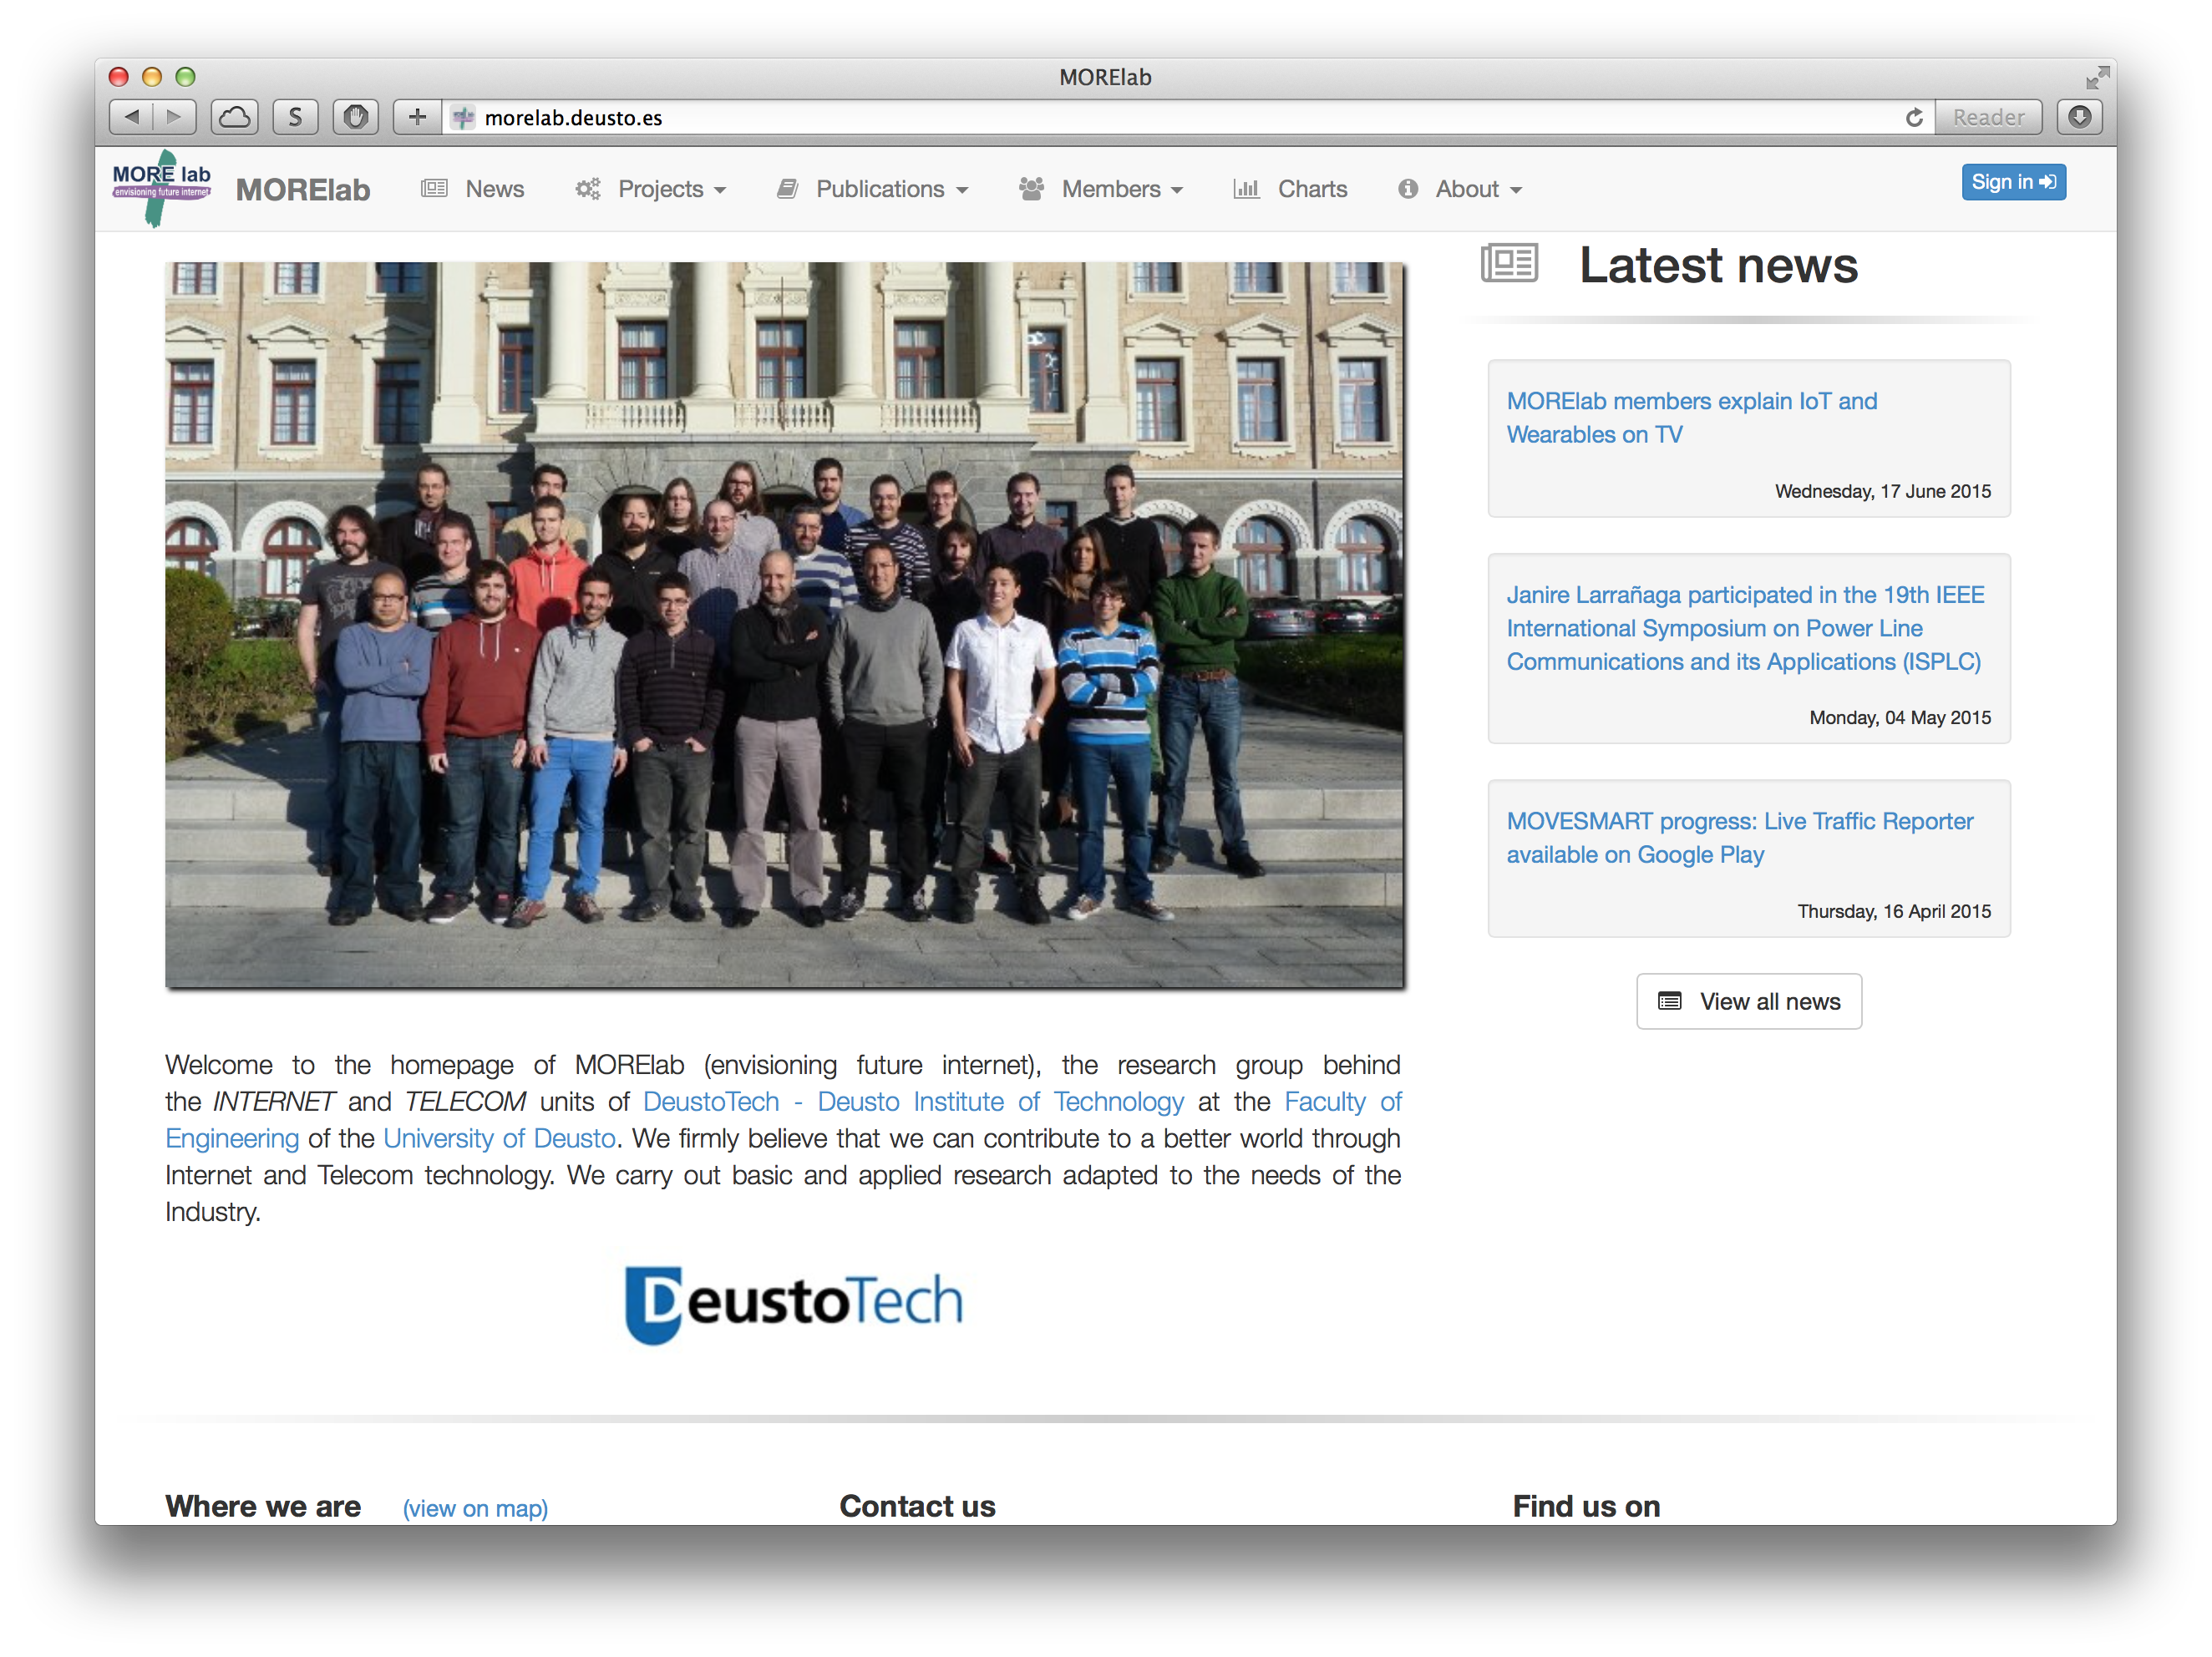 MORElab
S
morelab.deusto.es
Reader
MORE lab
envisioning future internet
MORElab
News
Projects
Publications
Members
Charts
About
Sign in
Latest news
MORElab members explain IoT and
Wearables on TV
Wednesday, 17 June 2015
Janire Larrañaga participated in the 19th IEEE
International Symposium on Power Line
Communications and its Applications (ISPLC)
Monday, 04 May 2015
MOVESMART progress: Live Traffic Reporter
available on Google Play
Thursday, 16 April 2015
View all news
Welcome to the homepage of MORElab (envisioning future internet), the research group behind
the INTERNET and TELECOM units of DeustoTech - Deusto Institute of Technology at the Faculty of
Engineering of the University of Deusto. We firmly believe that we can contribute to a better world through
Internet and Telecom technology. We carry out basic and applied research adapted to the needs of the
Industry.
DeustoTech
Where we are (view on map)
Contact us
Find us on